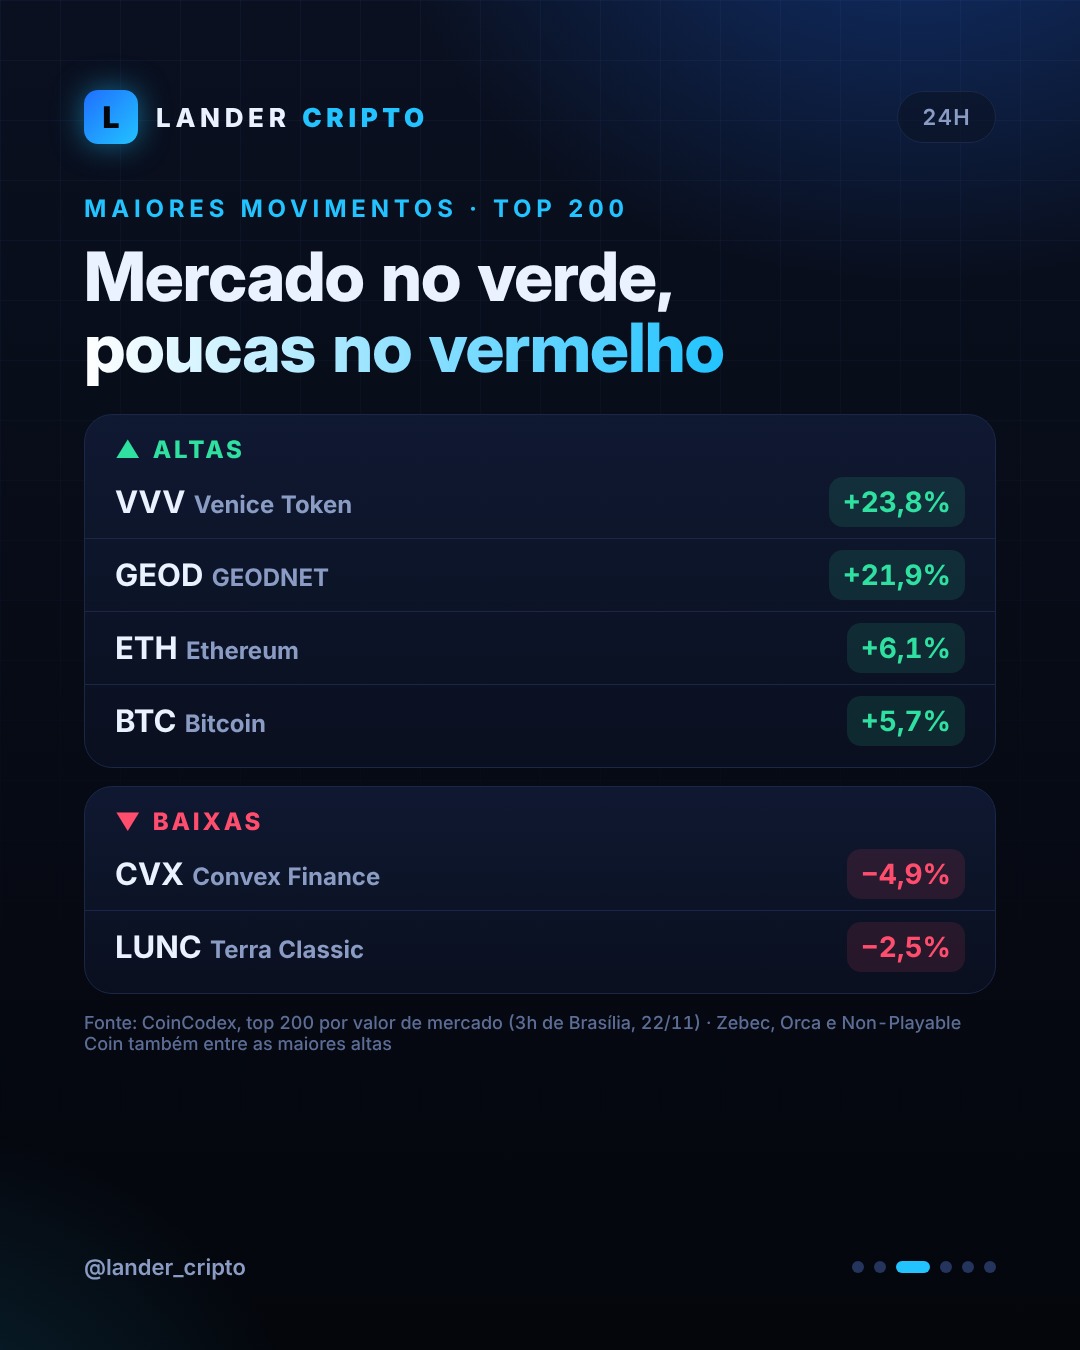 L LANDER CRIPTO
24H
MAIORES MOVIMENTOS · TOP 200
Mercado no verde,
poucas no vermelho
▲ ALTAS
VVV Venice Token +23,8%
GEOD GEODNET +21,9%
ETH Ethereum +6,1%
BTC Bitcoin +5,7%
▼ BAIXAS
CVX Convex Finance −4,9%
LUNC Terra Classic −2,5%
Fonte: CoinCodex, top 200 por valor de mercado (3h de Brasília, 22/11) · Zebec, Orca e Non-Playable
Coin também entre as maiores altas
@lander_cripto